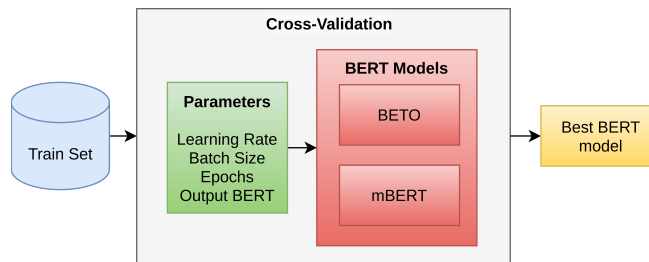 Cross-Validation
Train Set
Parameters
Learning Rate
Batch Size
Epochs
Output BERT
BERT Models
BETO
mBERT
Best BERT
model